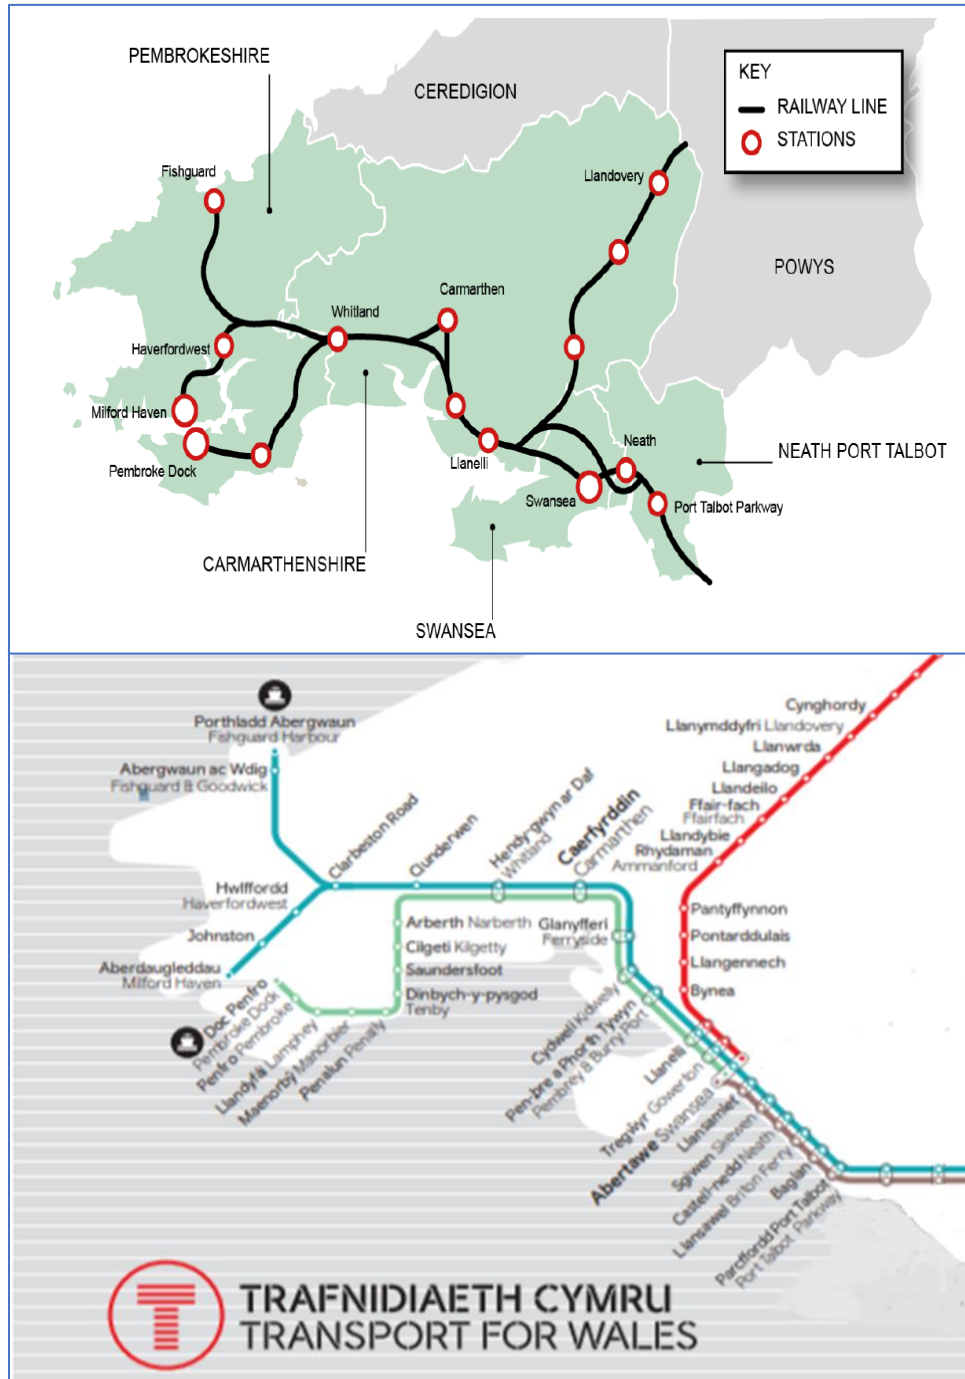 PEMBROKESHIRE
CEREDIGION
KEY
RAILWAY LINE
STATIONS
Fishguard
Llandovery
POWYS
Carmarthen
Whitland
Haverfordwest
Milford Haven
Pembroke Dock
Llanelli
Neath
Swansea
Port Talbot Parkway
NEATH PORT TALBOT
CARMARTHENSHIRE
SWANSEA
Porthladd Abergwaun
Fishguard Harbour
Abergwaun ac Wdig
Fishguard & Goodwick
Clarbeston Road
Clunderwen
Hendy-gwyn ar Daf
Whitland
Caerfyrddin
Carmarthen
Cynghordy
Llanymddyfri Llandovery
Llanwrda
Llangadog
Llandeilo
Ffair-fach
Ffairfach
Llandybie
Rhydaman
Ammanford
Pantyffynnon
Pontarddulais
Llangennech
Bynea
Hwlffordd
Haverfordwest
Johnston
Aberdaugleddau
Milford Haven
Arberth Narberth
Cilgeti Kilgetty
Saundersfoot
Dinbych-y-pysgod
Tenby
Glanyfferi
Ferryside
Doc Penfro
Pembroke Dock
Penfro Pembroke
Llandyfái Lamphey
Maenorbŷr Manorbier
Penalun Penally
Cydweli Kidwelly
Pen-bre a Phorth Tywyn
Pembrey & Burry Port
Llanelli
Tregŵyr Gowerton
Abertawe Swansea
Llansamlet
Sgiwen Skewen
Castell-nedd Neath
Llansawel Briton Ferry
Baglan
Parcffordd Port Talbot
Port Talbot Parkway
TRAFNIDIAETH CYMRU
TRANSPORT FOR WALES